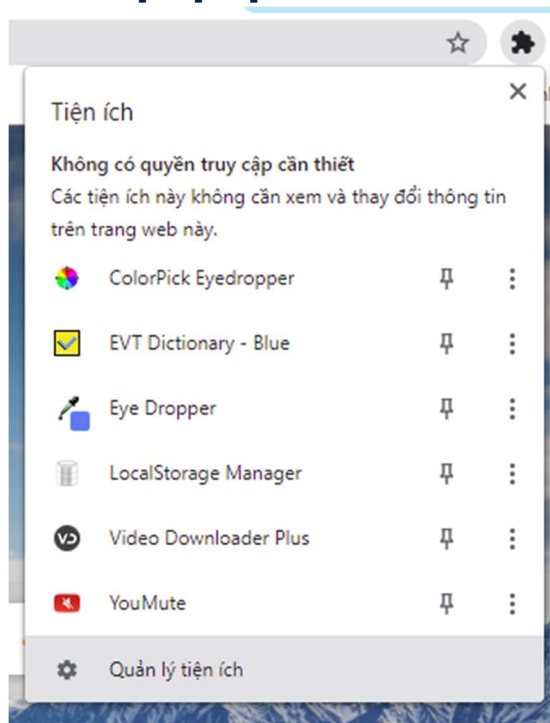 Tiện ích
Không có quyền truy cập cần thiết
Các tiện ích này không cần xem và thay đổi thông tin
trên trang web này.
ColorPick Eyedropper
EVT Dictionary - Blue
Eye Dropper
LocalStorage Manager
Video Downloader Plus
YouMute
Quản lý tiện ích